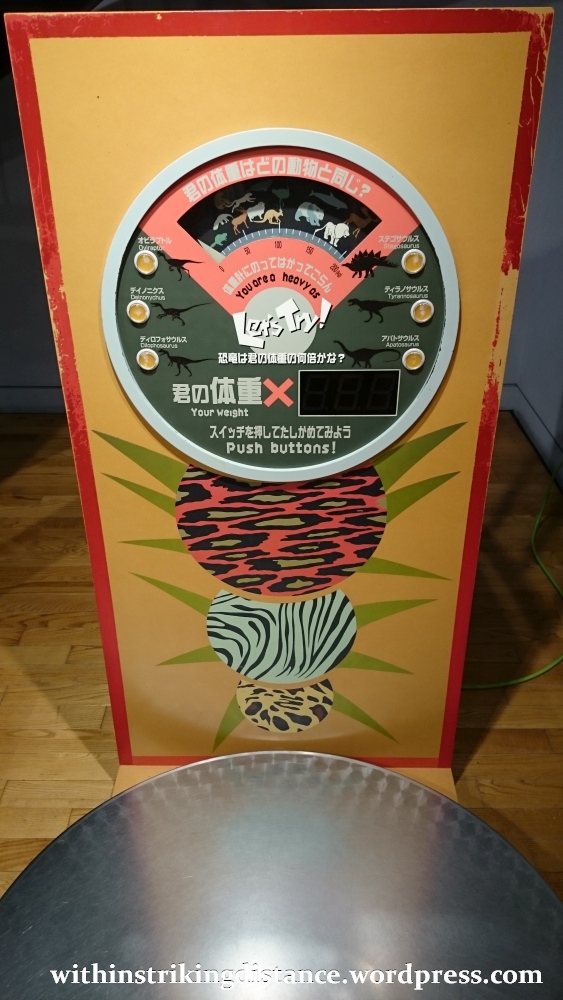 君の体重はどの動物と同じ?
0 50 100 150 200kg
体重計にのってはかってごらん
You are a heavy as
Let's Try!
オビラプトル
Oviraptor
デイノニクス
Deinonychus
ディロフォサウルス
Dilophosaurus
ステゴサウルス
Stegosaurus
ティラノサウルス
Tyrannosaurus
アパトサウルス
Apatosaurus
恐竜は君の体重の何倍かな?
君の体重×
Your weight
スイッチを押してたしかめてみよう
Push buttons!
withinstrikingdistance.wordpress.com